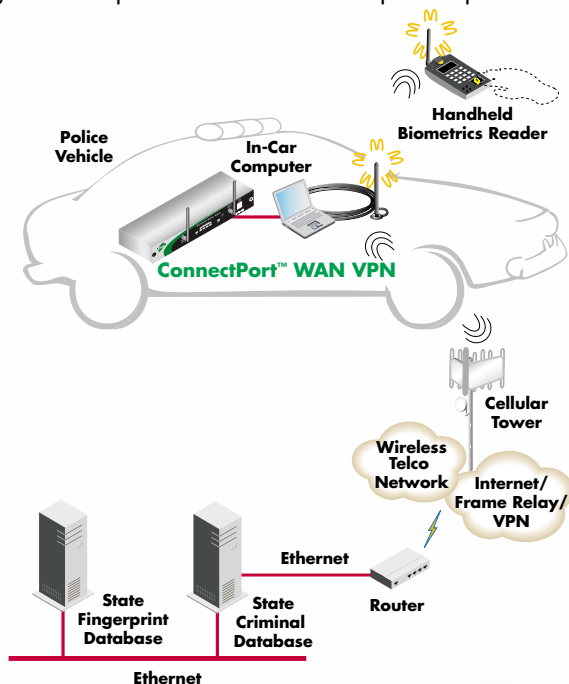 Handheld
Biometrics Reader
Police
Vehicle
In-Car
Computer
ConnectPort™ WAN VPN
Cellular
Tower
Wireless
Telco
Network
Internet/
Frame Relay/
VPN
Ethernet
Router
State
Fingerprint
Database
State
Criminal
Database
Ethernet